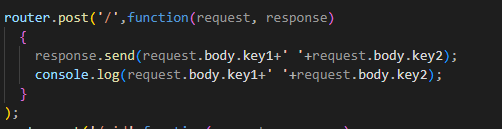 router.post('/',function(request, response)
{
response.send(request.body.key1+' '+request.body.key2);
console.log(request.body.key1+' '+request.body.key2);
}
);